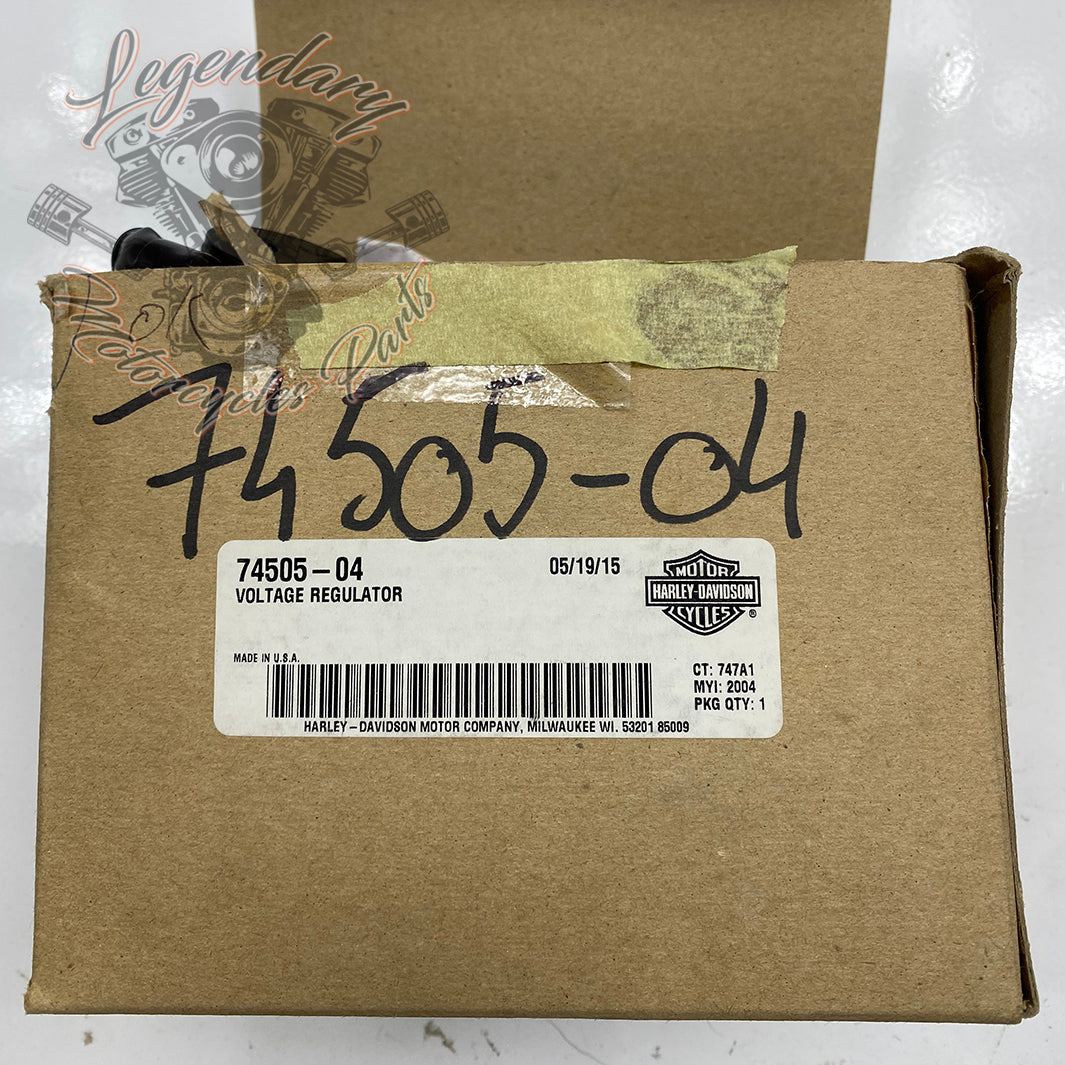 Legendary
Motorcycles Parts
OK
74505-04
74505-04
05/19/15
VOLTAGE REGULATOR
MOTOR
HARLEY-DAVIDSON
CYCLES
®
MADE IN U.S.A.
CT: 747A1
MYI: 2004
PKG QTY: 1
HARLEY-DAVIDSON MOTOR COMPANY, MILWAUKEE WI. 53201 85009